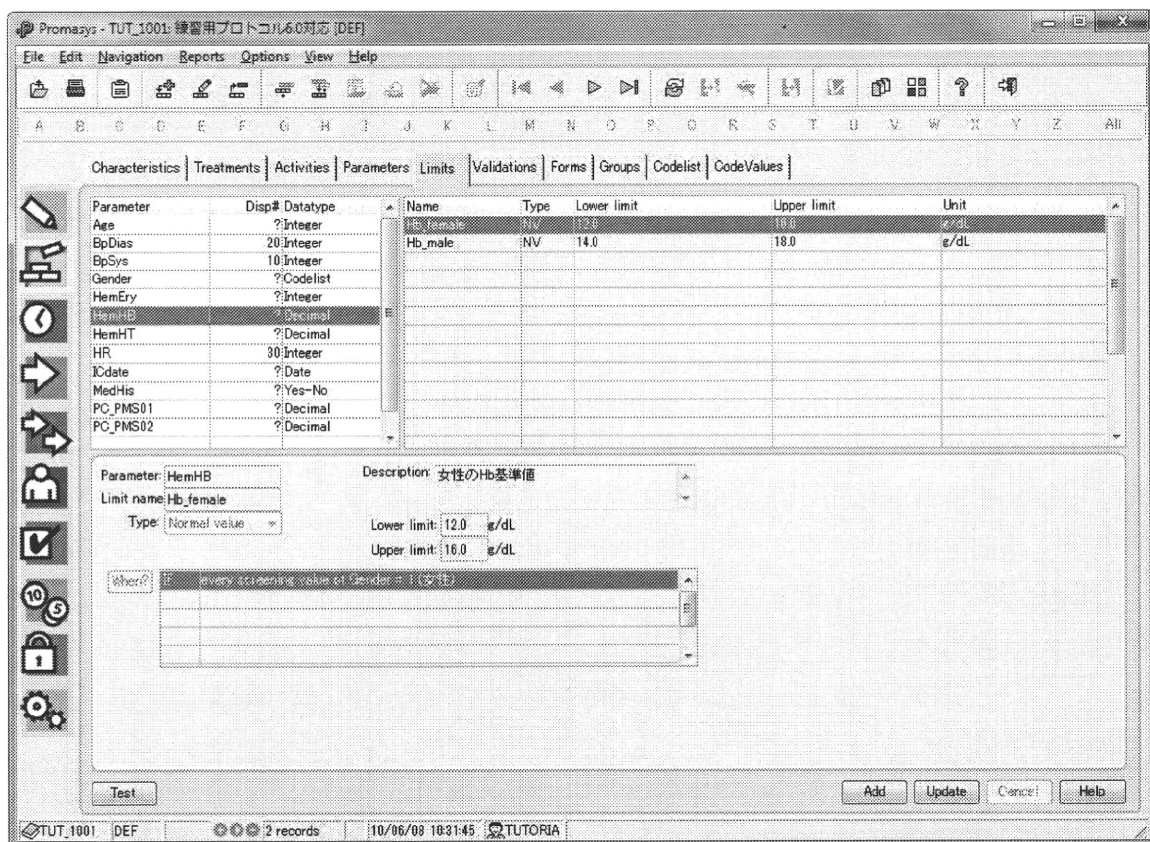 Promasys - TUT_1001: 練習用プロトコル6.0対応 [DEF]
File Edit Navigation Reports Options View Help
A B C D E F G H I J K L M N O P Q R S T U V W X Y Z All
Characteristics Treatments Activities Parameters Limits Validations Forms Groups Codelist CodeValues
Parameter Disp# Datatype Name Type Lower limit Upper limit Unit
Age ? Integer Hb_female NV 12.0 16.0 g/dL
BpDias 20 Integer Hb_male NV 14.0 18.0 g/dL
BpSys 10 Integer
Gender ? Codelist
HemEry ? Integer
HemHB ? Decimal
HemHT ? Decimal
HR 30 Integer
ICdate ? Date
MedHis ? Yes-No
PC_PMS01 ? Decimal
PC_PMS02 ? Decimal
Parameter: HemHB Description: 女性のHb基準値
Limit name Hb_female
Type: Normal value Lower limit: 12.0 g/dL
Upper limit: 16.0 g/dL
When? IF every screening value of Gender = 1 (女性)
10 5
1
Test Add Update Cancel Help
TUT_1001 DEF 2 records 10/06/08 10:31:45 TUTORIA